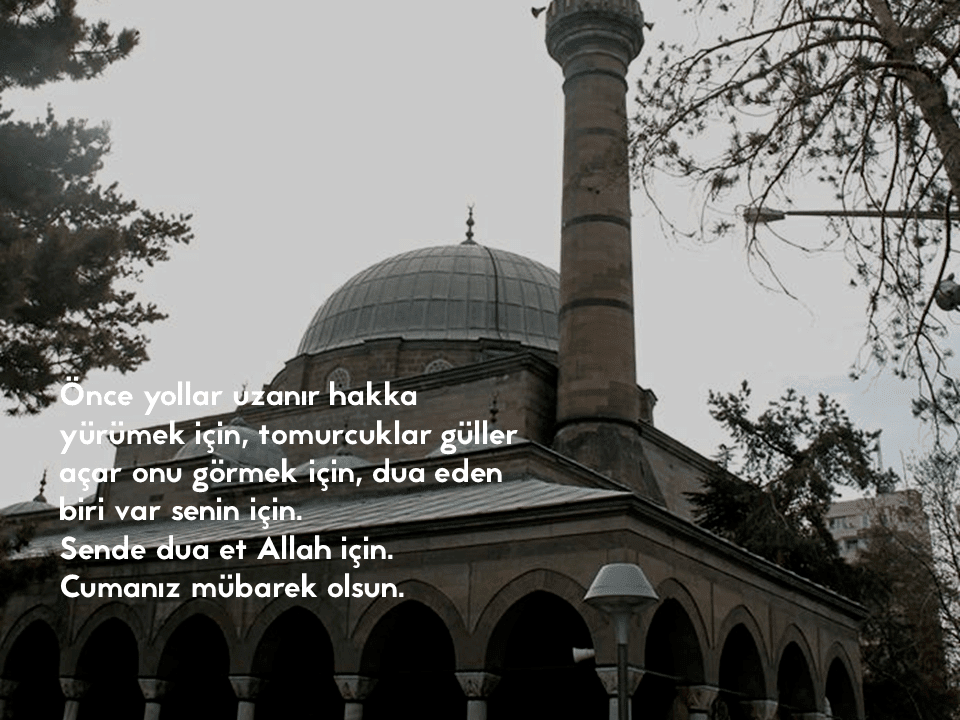 Önce yollar uzanır hakka
yürümek için, tomurcuklar güller
açar onu görmek için, dua eden
biri var senin için.
Sende dua et Allah için.
Cumanız mübarek olsun.